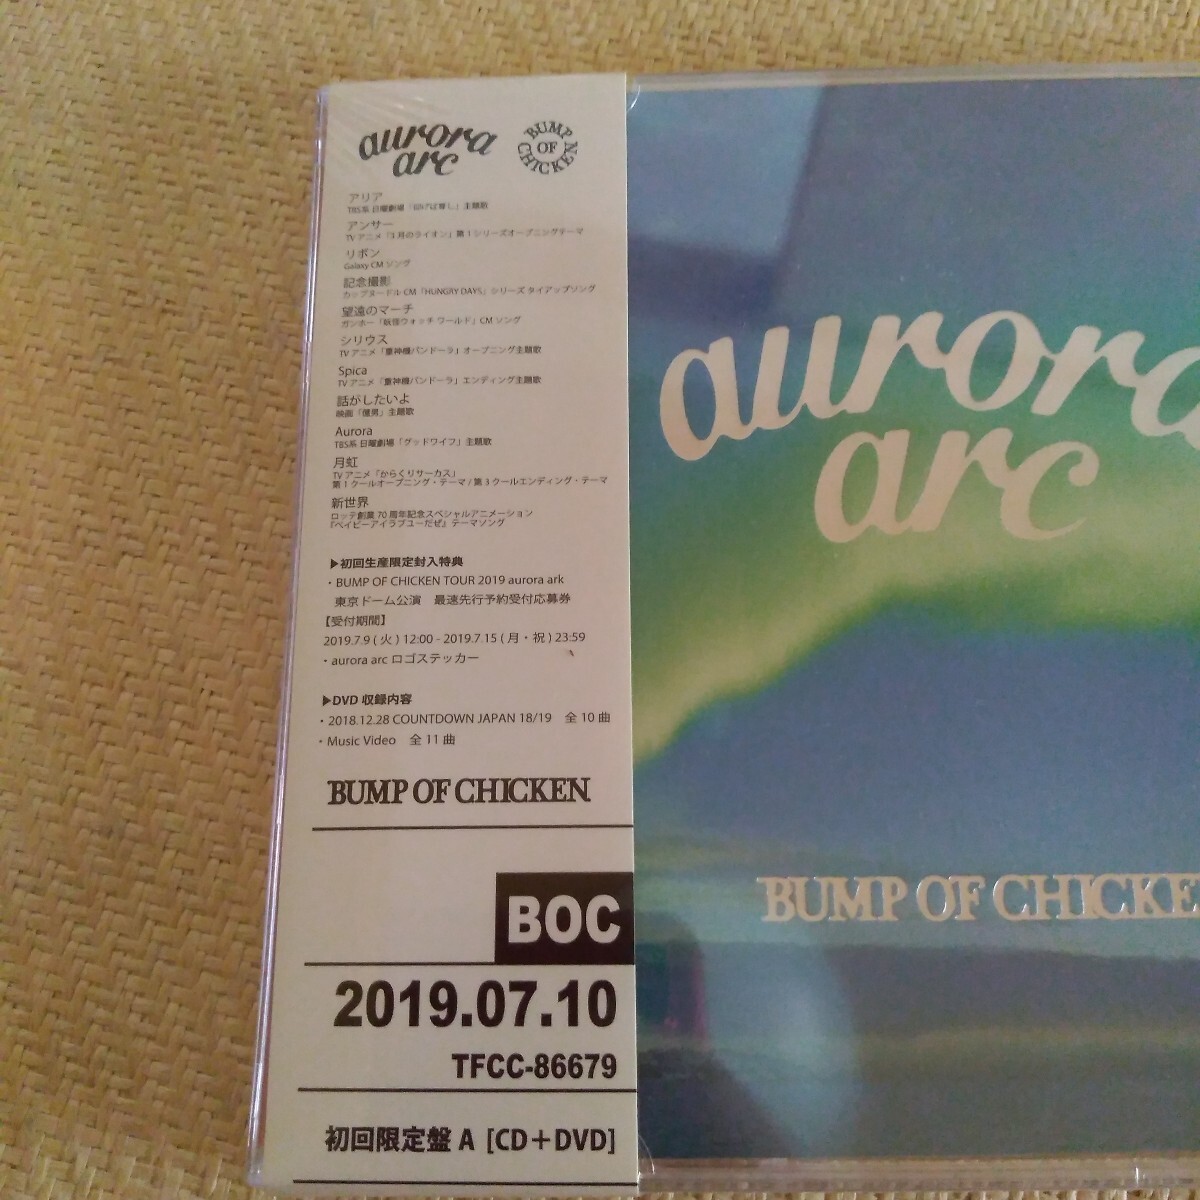 aurora
arc
BUMP
OF
CHICKEN
アリア
TBS系 日曜劇場「仰げば尊し」主題歌
アンサー
TV アニメ「3月のライオン」第1シリーズオープニングテーマ
リボン
Galaxy CM ソング
記念撮影
カップヌードル CM「HUNGRY DAYS」シリーズ タイアップソング
望遠のマーチ
ガンホー「妖怪ウォッチ ワールド」CM ソング
シリウス
TV アニメ「重神機パンドーラ」オープニング主題歌
Spica
TV アニメ「重神機パンドーラ」エンディング主題歌
話がしたいよ
映画「億男」主題歌
Aurora
TBS系 日曜劇場「グッドワイフ」主題歌
月虹
TV アニメ「からくりサーカス」
第1クールオープニング・テーマ / 第3クールエンディング・テーマ
新世界
ロッテ創業70周年記念スペシャルアニメーション
『ベイビーアイラブユーだぜ』テーマソング
▶初回生産限定封入特典
・BUMP OF CHICKEN TOUR 2019 aurora ark
東京ドーム公演　最速先行予約受付応募券
【受付期間】
2019.7.9 ( 火 ) 12:00 - 2019.7.15 ( 月・祝 ) 23:59
・aurora arc ロゴステッカー
▶DVD 収録内容
・2018.12.28 COUNTDOWN JAPAN 18/19　全10曲
・Music Video　全11曲
BUMP OF CHICKEN
BOC
2019.07.10
TFCC-86679
初回限定盤 A [CD＋DVD]
aurora
arc
BUMP OF CHICKE